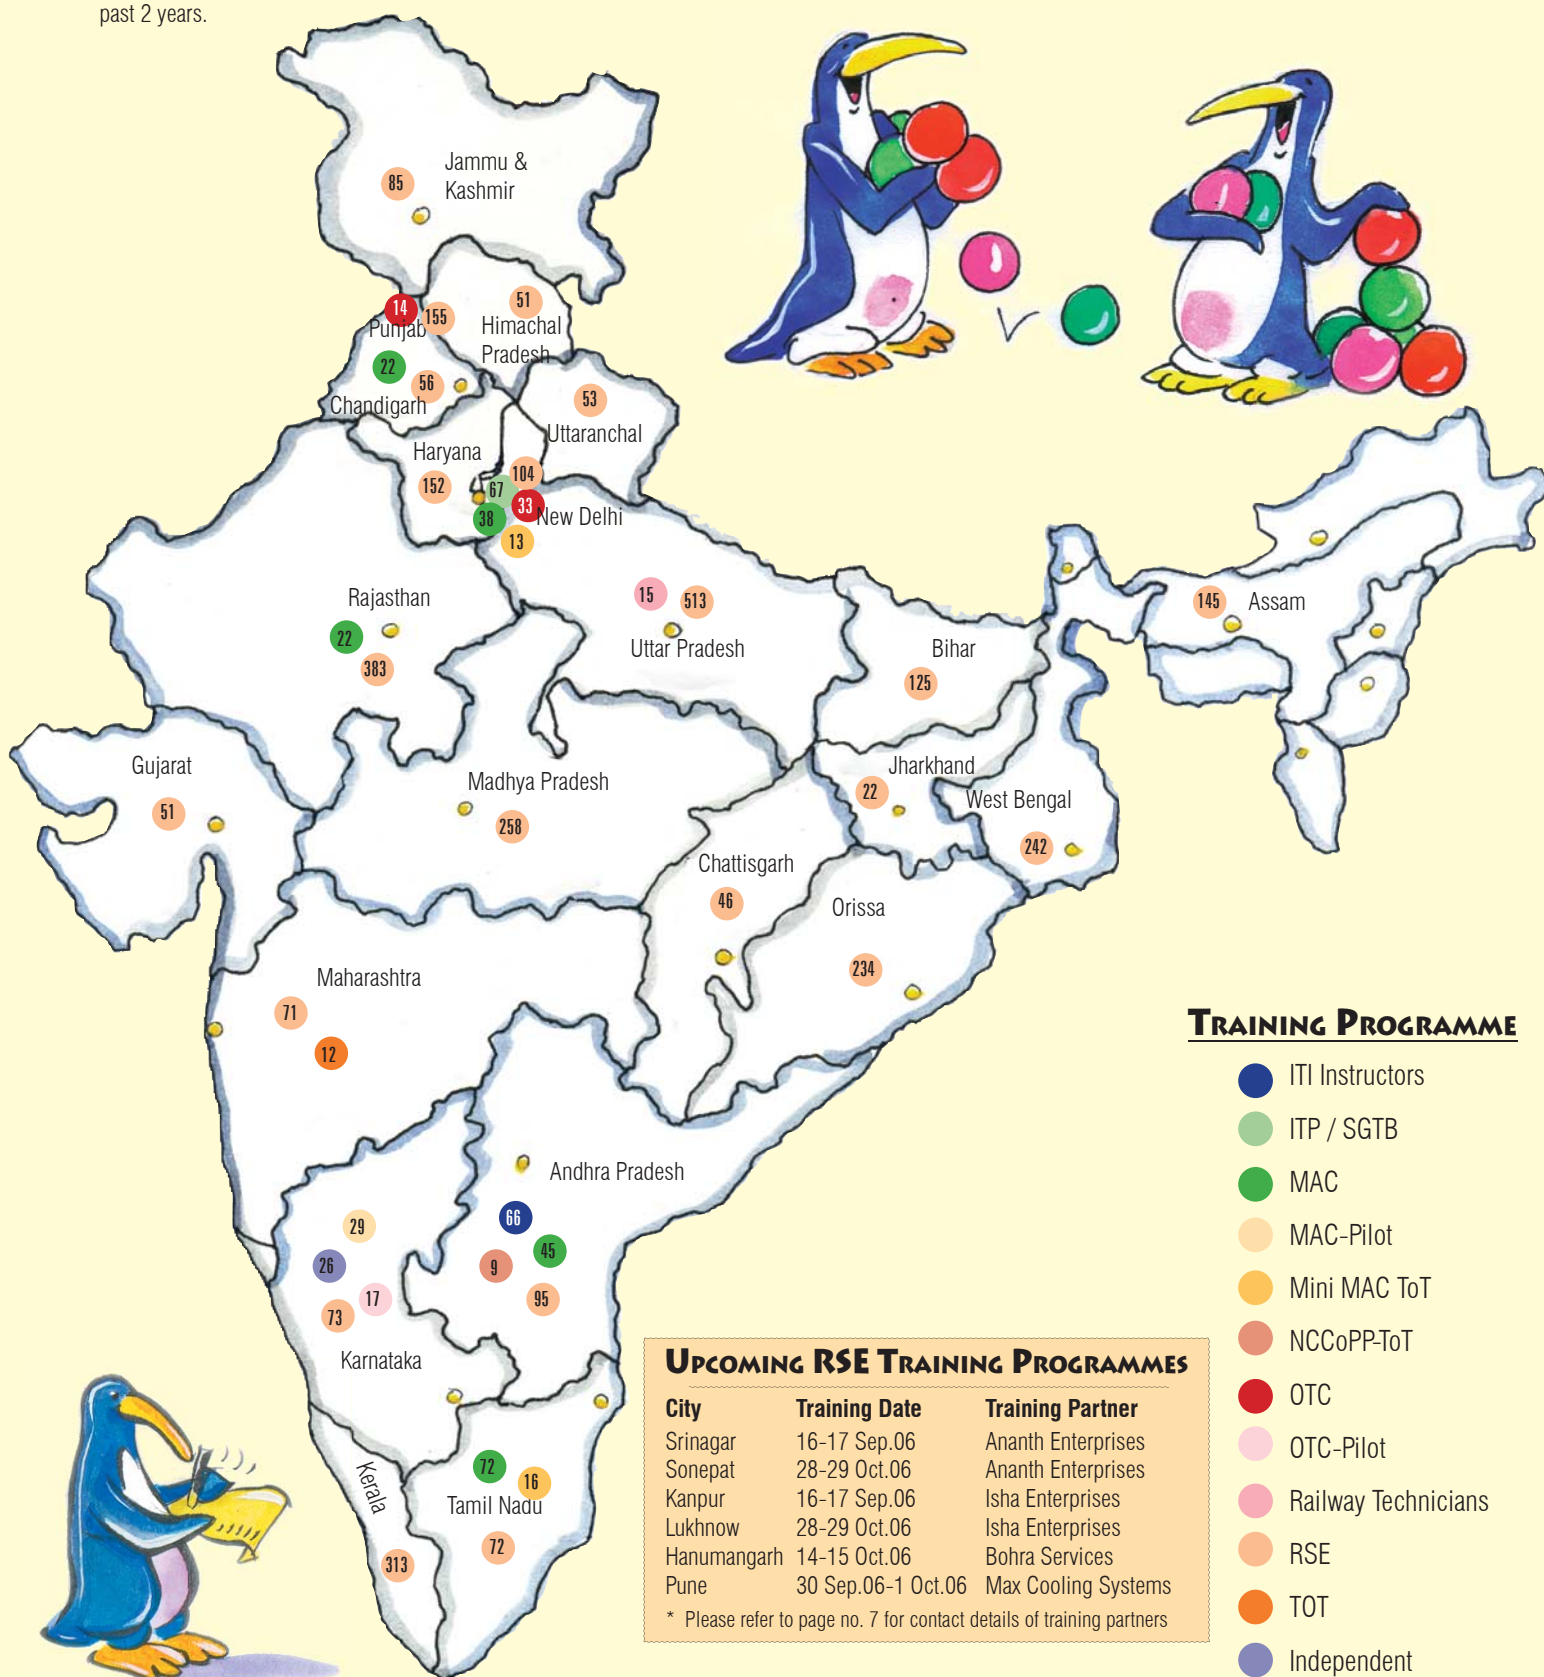 past 2 years.
Jammu &
Kashmir
85
14
155
Punjab
51
Himachal
Pradesh
22
56
Chandigarh
53
Uttaranchal
Haryana
152
104
67
33
38
New Delhi
13
Rajasthan
22
383
15
513
Uttar Pradesh
Bihar
125
145
Assam
Gujarat
51
Madhya Pradesh
258
Jharkhand
22
West Bengal
242
Chattisgarh
46
Orissa
234
Maharashtra
71
12
Andhra Pradesh
66
45
9
95
29
26
17
73
Karnataka
Kerala
313
72
16
Tamil Nadu
72
UPCOMING RSE TRAINING PROGRAMMES
City Training Date Training Partner
Srinagar 16-17 Sep.06 Ananth Enterprises
Sonepat 28-29 Oct.06 Ananth Enterprises
Kanpur 16-17 Sep.06 Isha Enterprises
Lukhnow 28-29 Oct.06 Isha Enterprises
Hanumangarh 14-15 Oct.06 Bohra Services
Pune 30 Sep.06-1 Oct.06 Max Cooling Systems
* Please refer to page no. 7 for contact details of training partners
TRAINING PROGRAMME
ITI Instructors
ITP / SGTB
MAC
MAC-Pilot
Mini MAC ToT
NCCoPP-ToT
OTC
OTC-Pilot
Railway Technicians
RSE
TOT
Independent